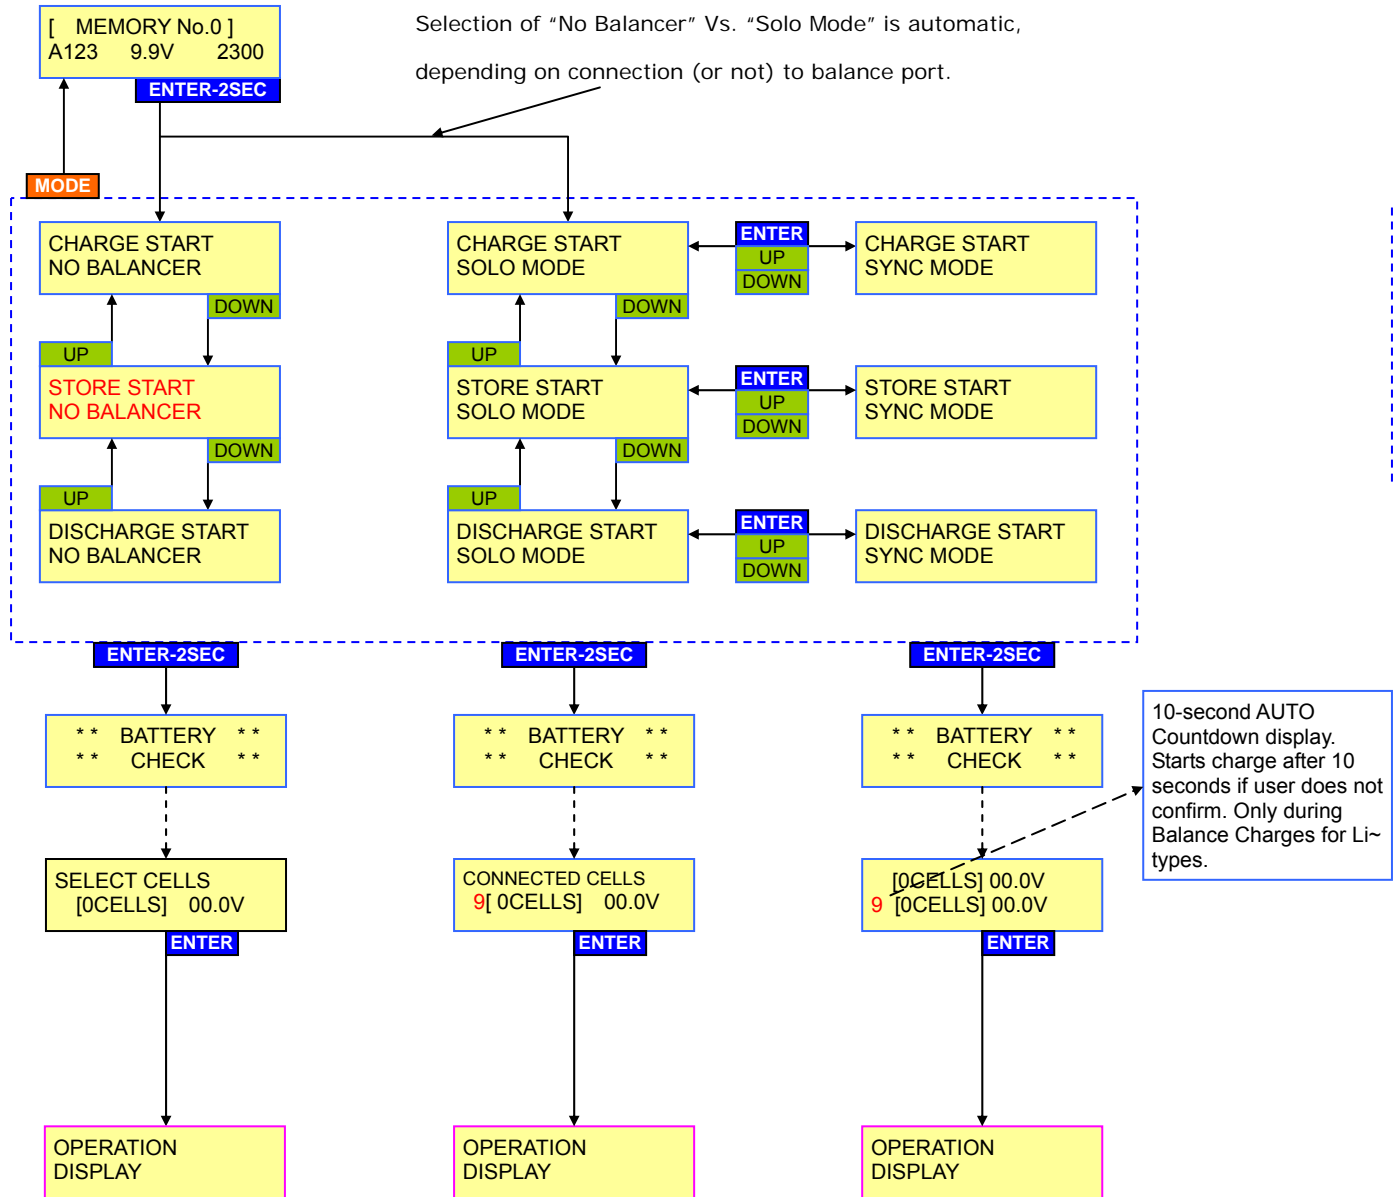 [ MEMORY No.0 ]
A123 9.9V 2300
ENTER-2SEC
Selection of “No Balancer” Vs. “Solo Mode” is automatic,
depending on connection (or not) to balance port.
MODE
CHARGE START
NO BALANCER
DOWN
UP
STORE START
NO BALANCER
DOWN
UP
DISCHARGE START
NO BALANCER
CHARGE START
SOLO MODE
DOWN
UP
STORE START
SOLO MODE
DOWN
UP
DISCHARGE START
SOLO MODE
ENTER
UP
DOWN
ENTER
UP
DOWN
ENTER
UP
DOWN
CHARGE START
SYNC MODE
STORE START
SYNC MODE
DISCHARGE START
SYNC MODE
ENTER-2SEC
ENTER-2SEC
ENTER-2SEC
* * BATTERY * *
* * CHECK * *
* * BATTERY * *
* * CHECK * *
* * BATTERY * *
* * CHECK * *
10-second AUTO
Countdown display.
Starts charge after 10
seconds if user does not
confirm. Only during
Balance Charges for Li~
types.
SELECT CELLS
[0CELLS] 00.0V
ENTER
CONNECTED CELLS
9[ 0CELLS] 00.0V
ENTER
[0CELLS] 00.0V
9 [0CELLS] 00.0V
ENTER
OPERATION
DISPLAY
OPERATION
DISPLAY
OPERATION
DISPLAY